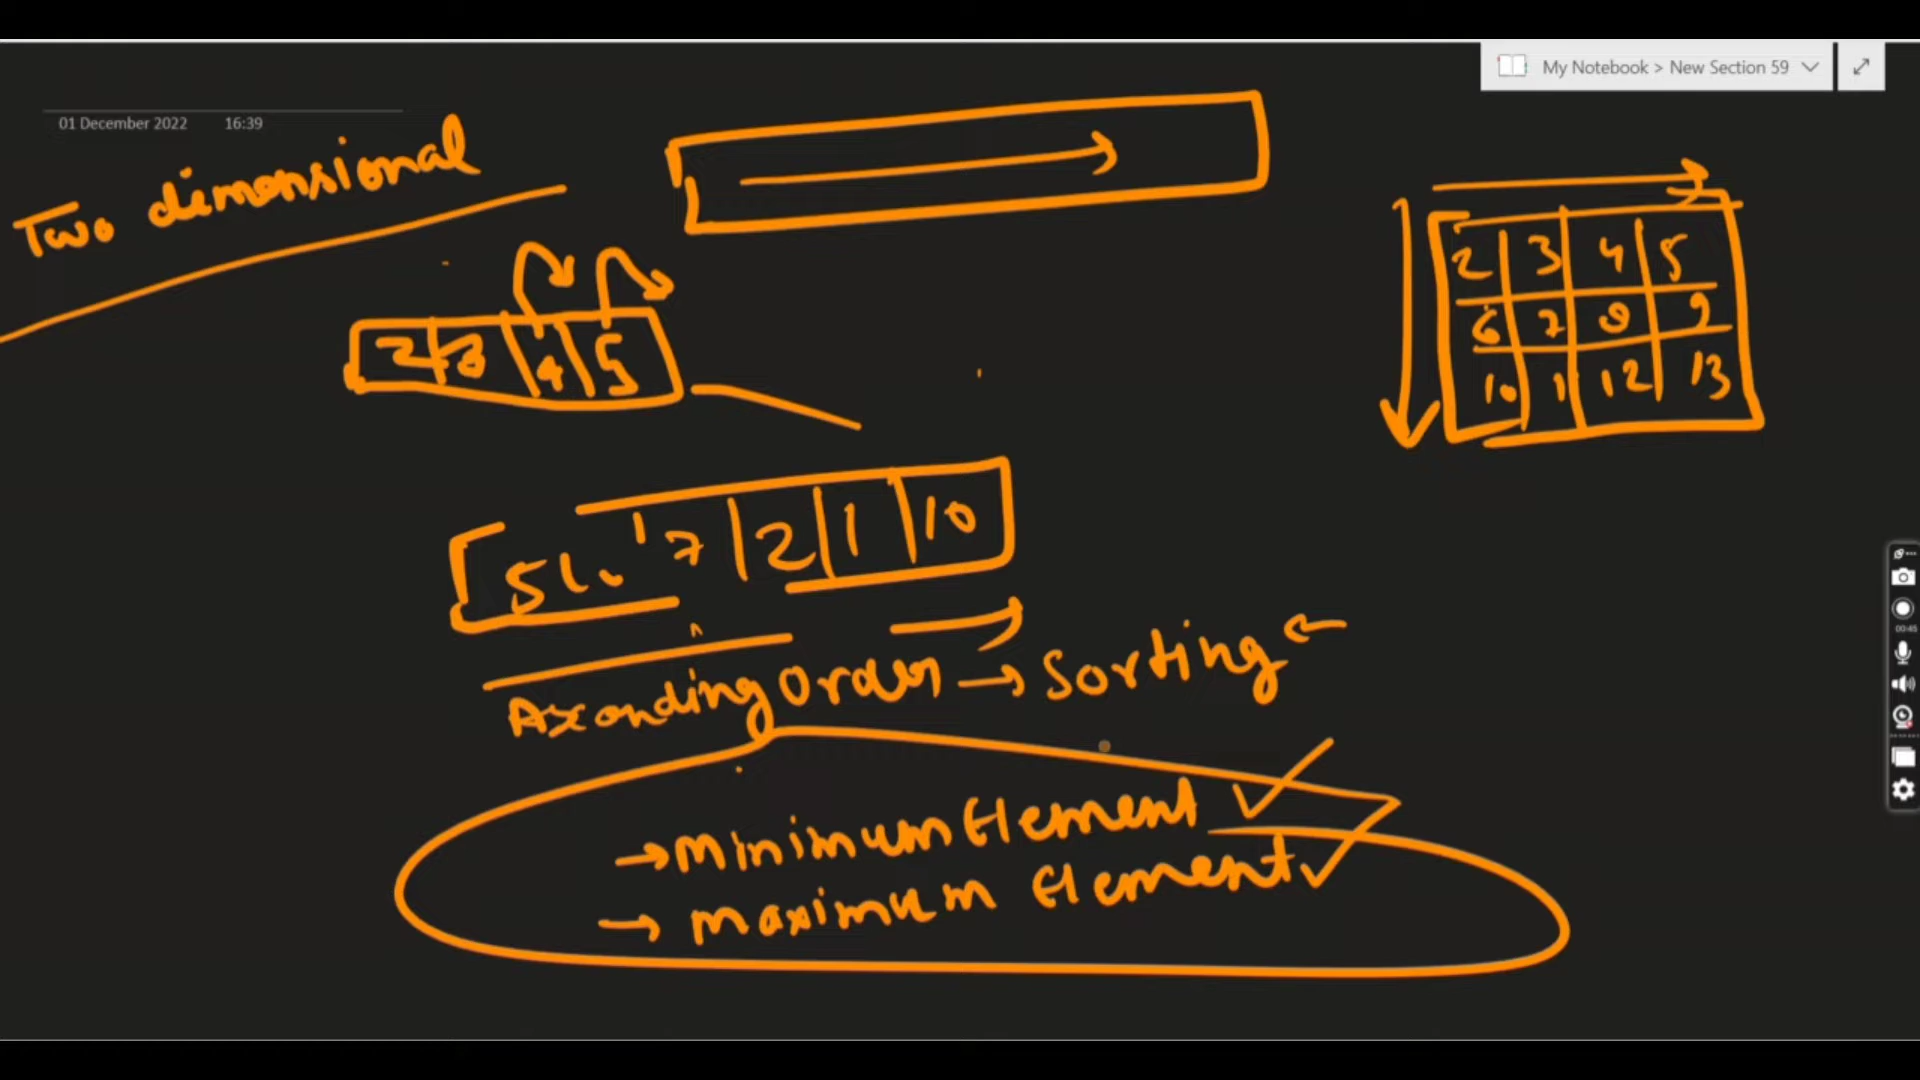 My Notebook > New Section 59
01 December 2022 16:39
Two dimensional
2 3 4 5
6 7 8 9
10 11 12 13
2 3 4 5
7 2 1 10
Order → Sorting ←
→ Minimum Element ✓
→ Maximum Element ✓
00:45